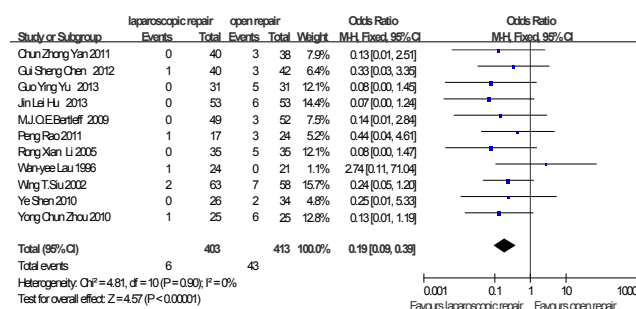 laparoscopic repair open repair Odds Ratio Odds Ratio
Study or Subgroup Events Total Events Total Weight M-H, Fixed, 95% CI M-H, Fixed, 95% CI
Chun Zhong Yan 2011 0 40 3 38 7.9% 0.13 [0.01, 2.51]
Gui Sheng Chen 2012 1 40 3 42 7.1% 0.33 [0.03, 3.35]
Guo Ying Yu 2013 0 31 5 31 13.3% 0.08 [0.00, 1.45]
Jin Lei Hu 2013 0 53 6 53 15.7% 0.07 [0.00, 1.24]
M.J.O.E.Bertleff 2009 0 49 3 52 8.2% 0.14 [0.01, 2.84]
Peng Rao 2011 1 17 3 24 5.7% 0.44 [0.04, 4.61]
Rong Xian Li 2005 0 35 5 35 13.2% 0.08 [0.00, 1.47]
Wan-yee Lau 1996 1 24 0 21 1.2% 2.74 [0.11, 71.04]
Wing T.Siu 2002 2 63 7 58 17.1% 0.24 [0.05, 1.20]
Ye Shen 2010 0 26 2 34 5.2% 0.25 [0.01, 5.33]
Yong Chun Zhou 2010 1 25 6 25 14.0% 0.13 [0.01, 1.19]
Total (95% CI) 403 413 100.0% 0.19 [0.09, 0.39]
Total events 6 43
Heterogeneity: Chi² = 4.81, df = 10 (P = 0.90); I² = 0%
Test for overall effect: Z = 4.57 (P < 0.00001)
0.001 0.1 1 10 1000
Favours laparoscopic repair Favours open repair